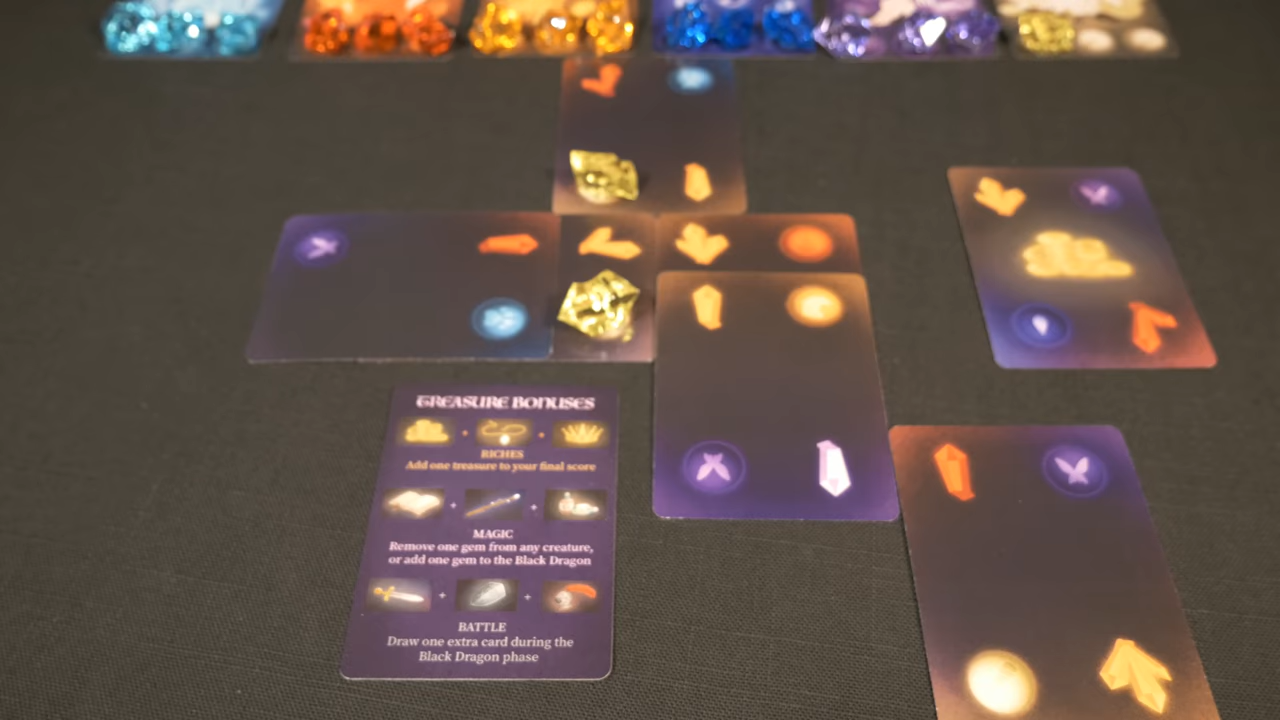 TREASURE BONUSES
RICHES
Add one treasure to your final score
MAGIC
Remove one gem from any creature,
or add one gem to the Black Dragon
BATTLE
Draw one extra card during the
Black Dragon phase